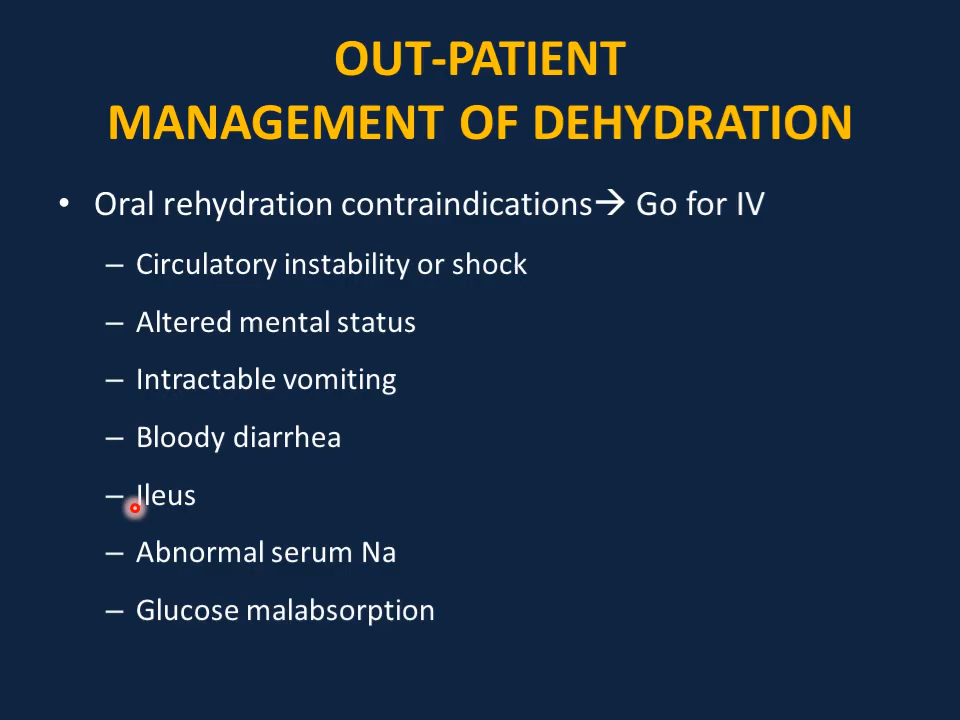 OUT-PATIENT
MANAGEMENT OF DEHYDRATION
• Oral rehydration contraindications→ Go for IV
– Circulatory instability or shock
– Altered mental status
– Intractable vomiting
– Bloody diarrhea
– Ileus
– Abnormal serum Na
– Glucose malabsorption